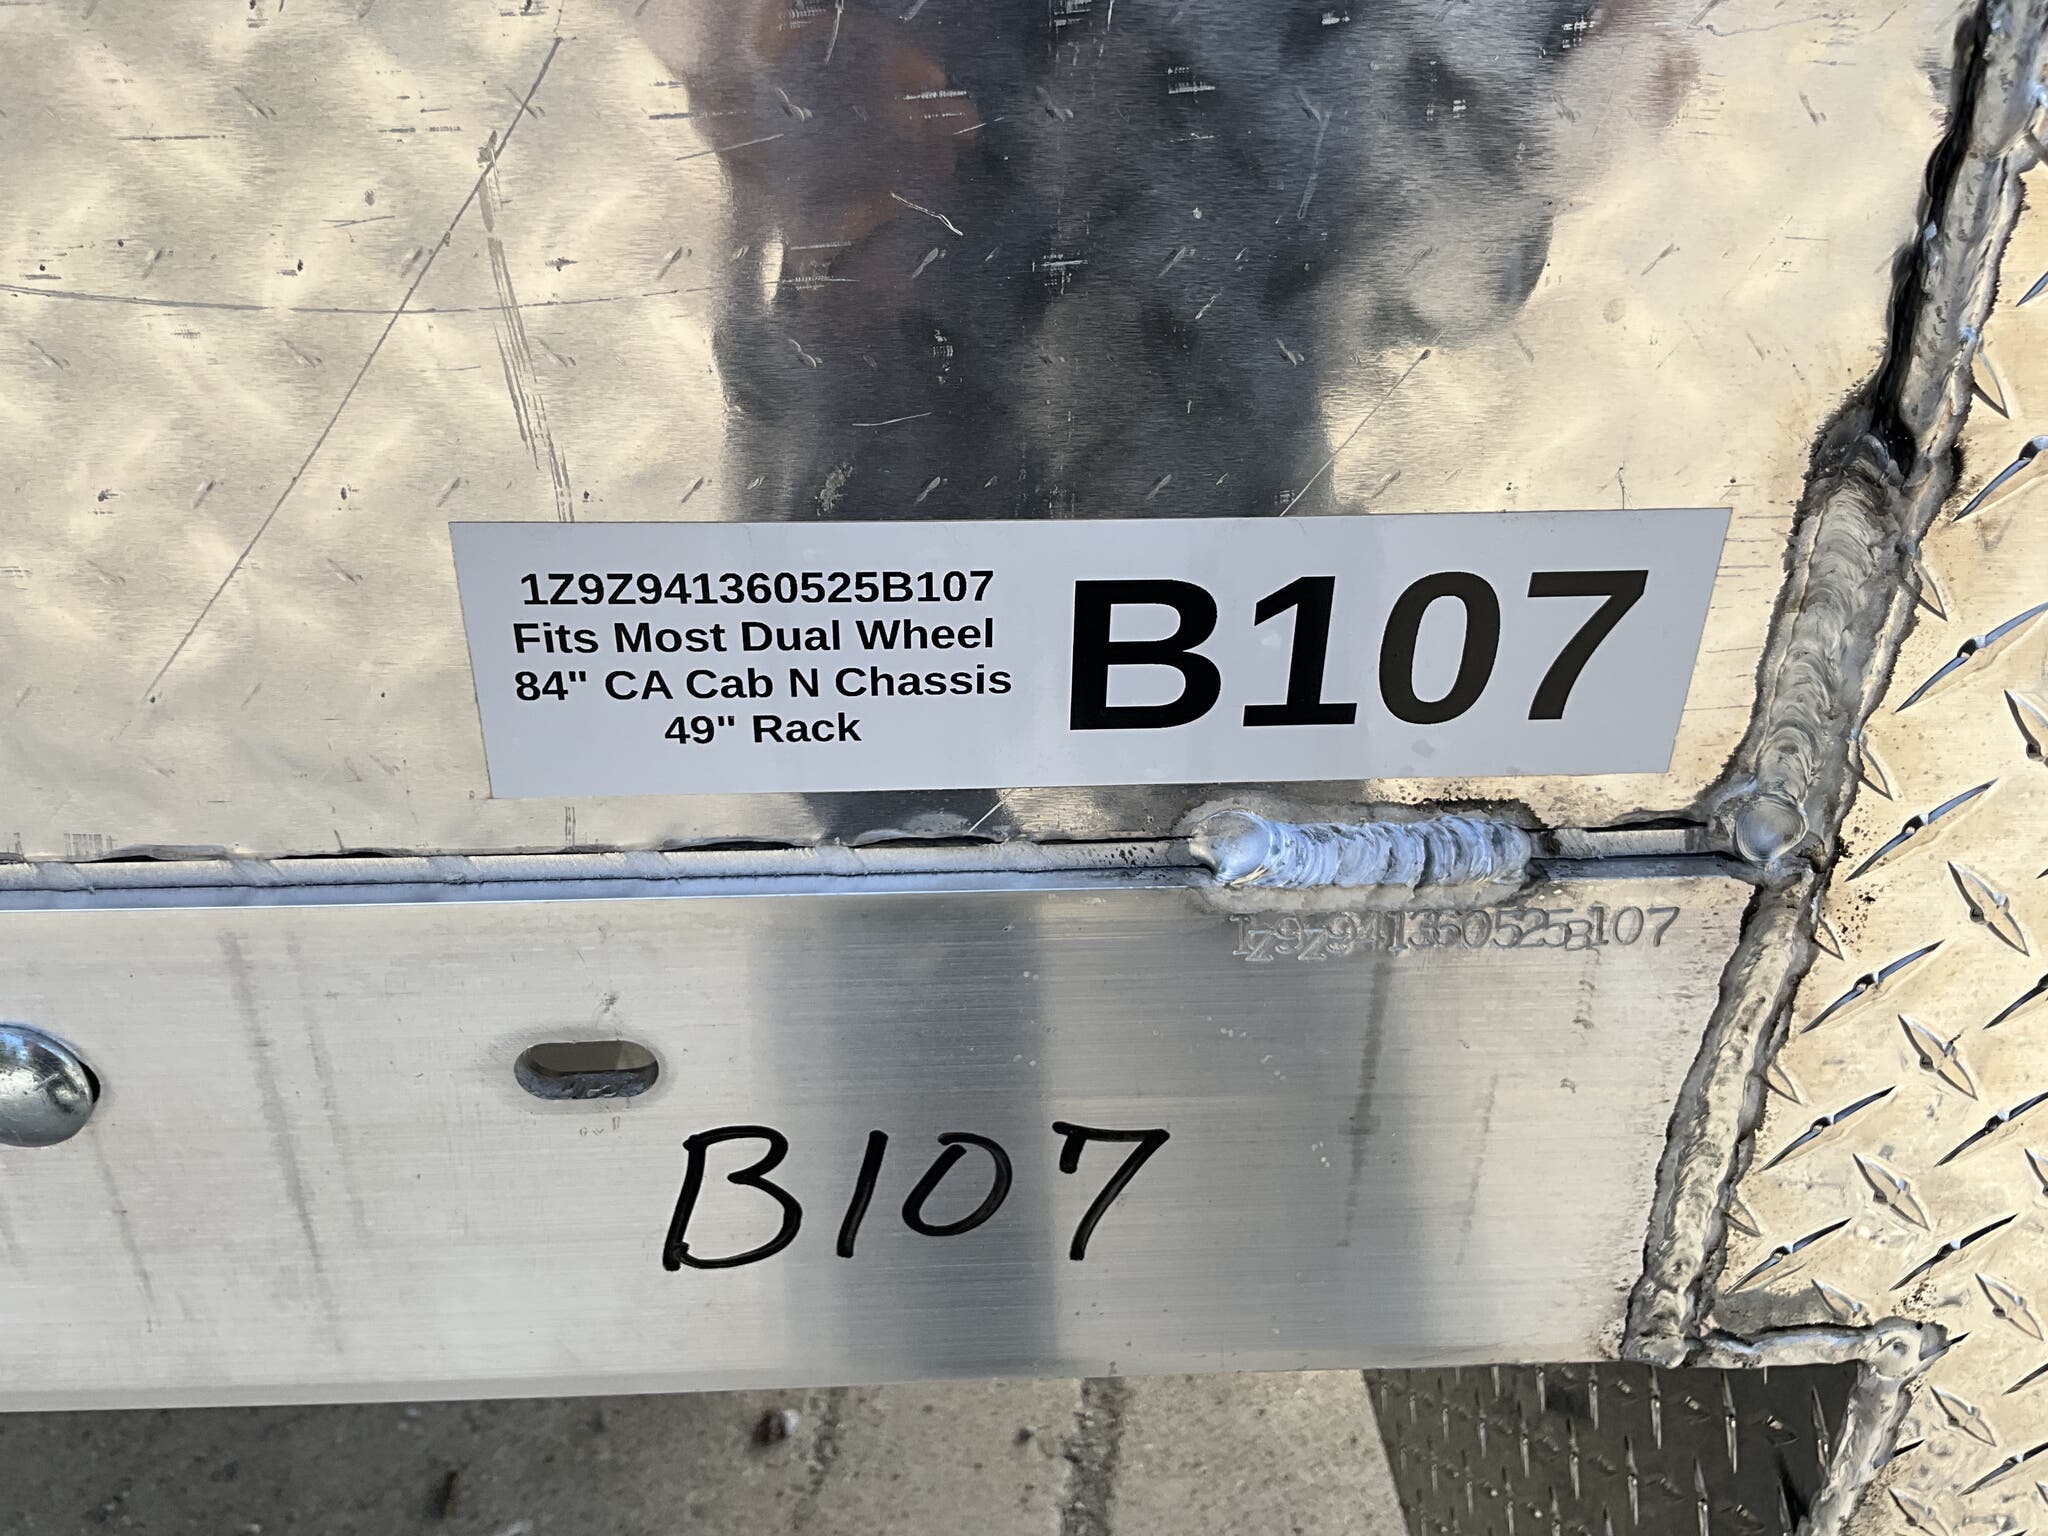 1Z9Z941360525B107
Fits Most Dual Wheel
84" CA Cab N Chassis
49" Rack
B107
1Z9Z941360525B107
B107